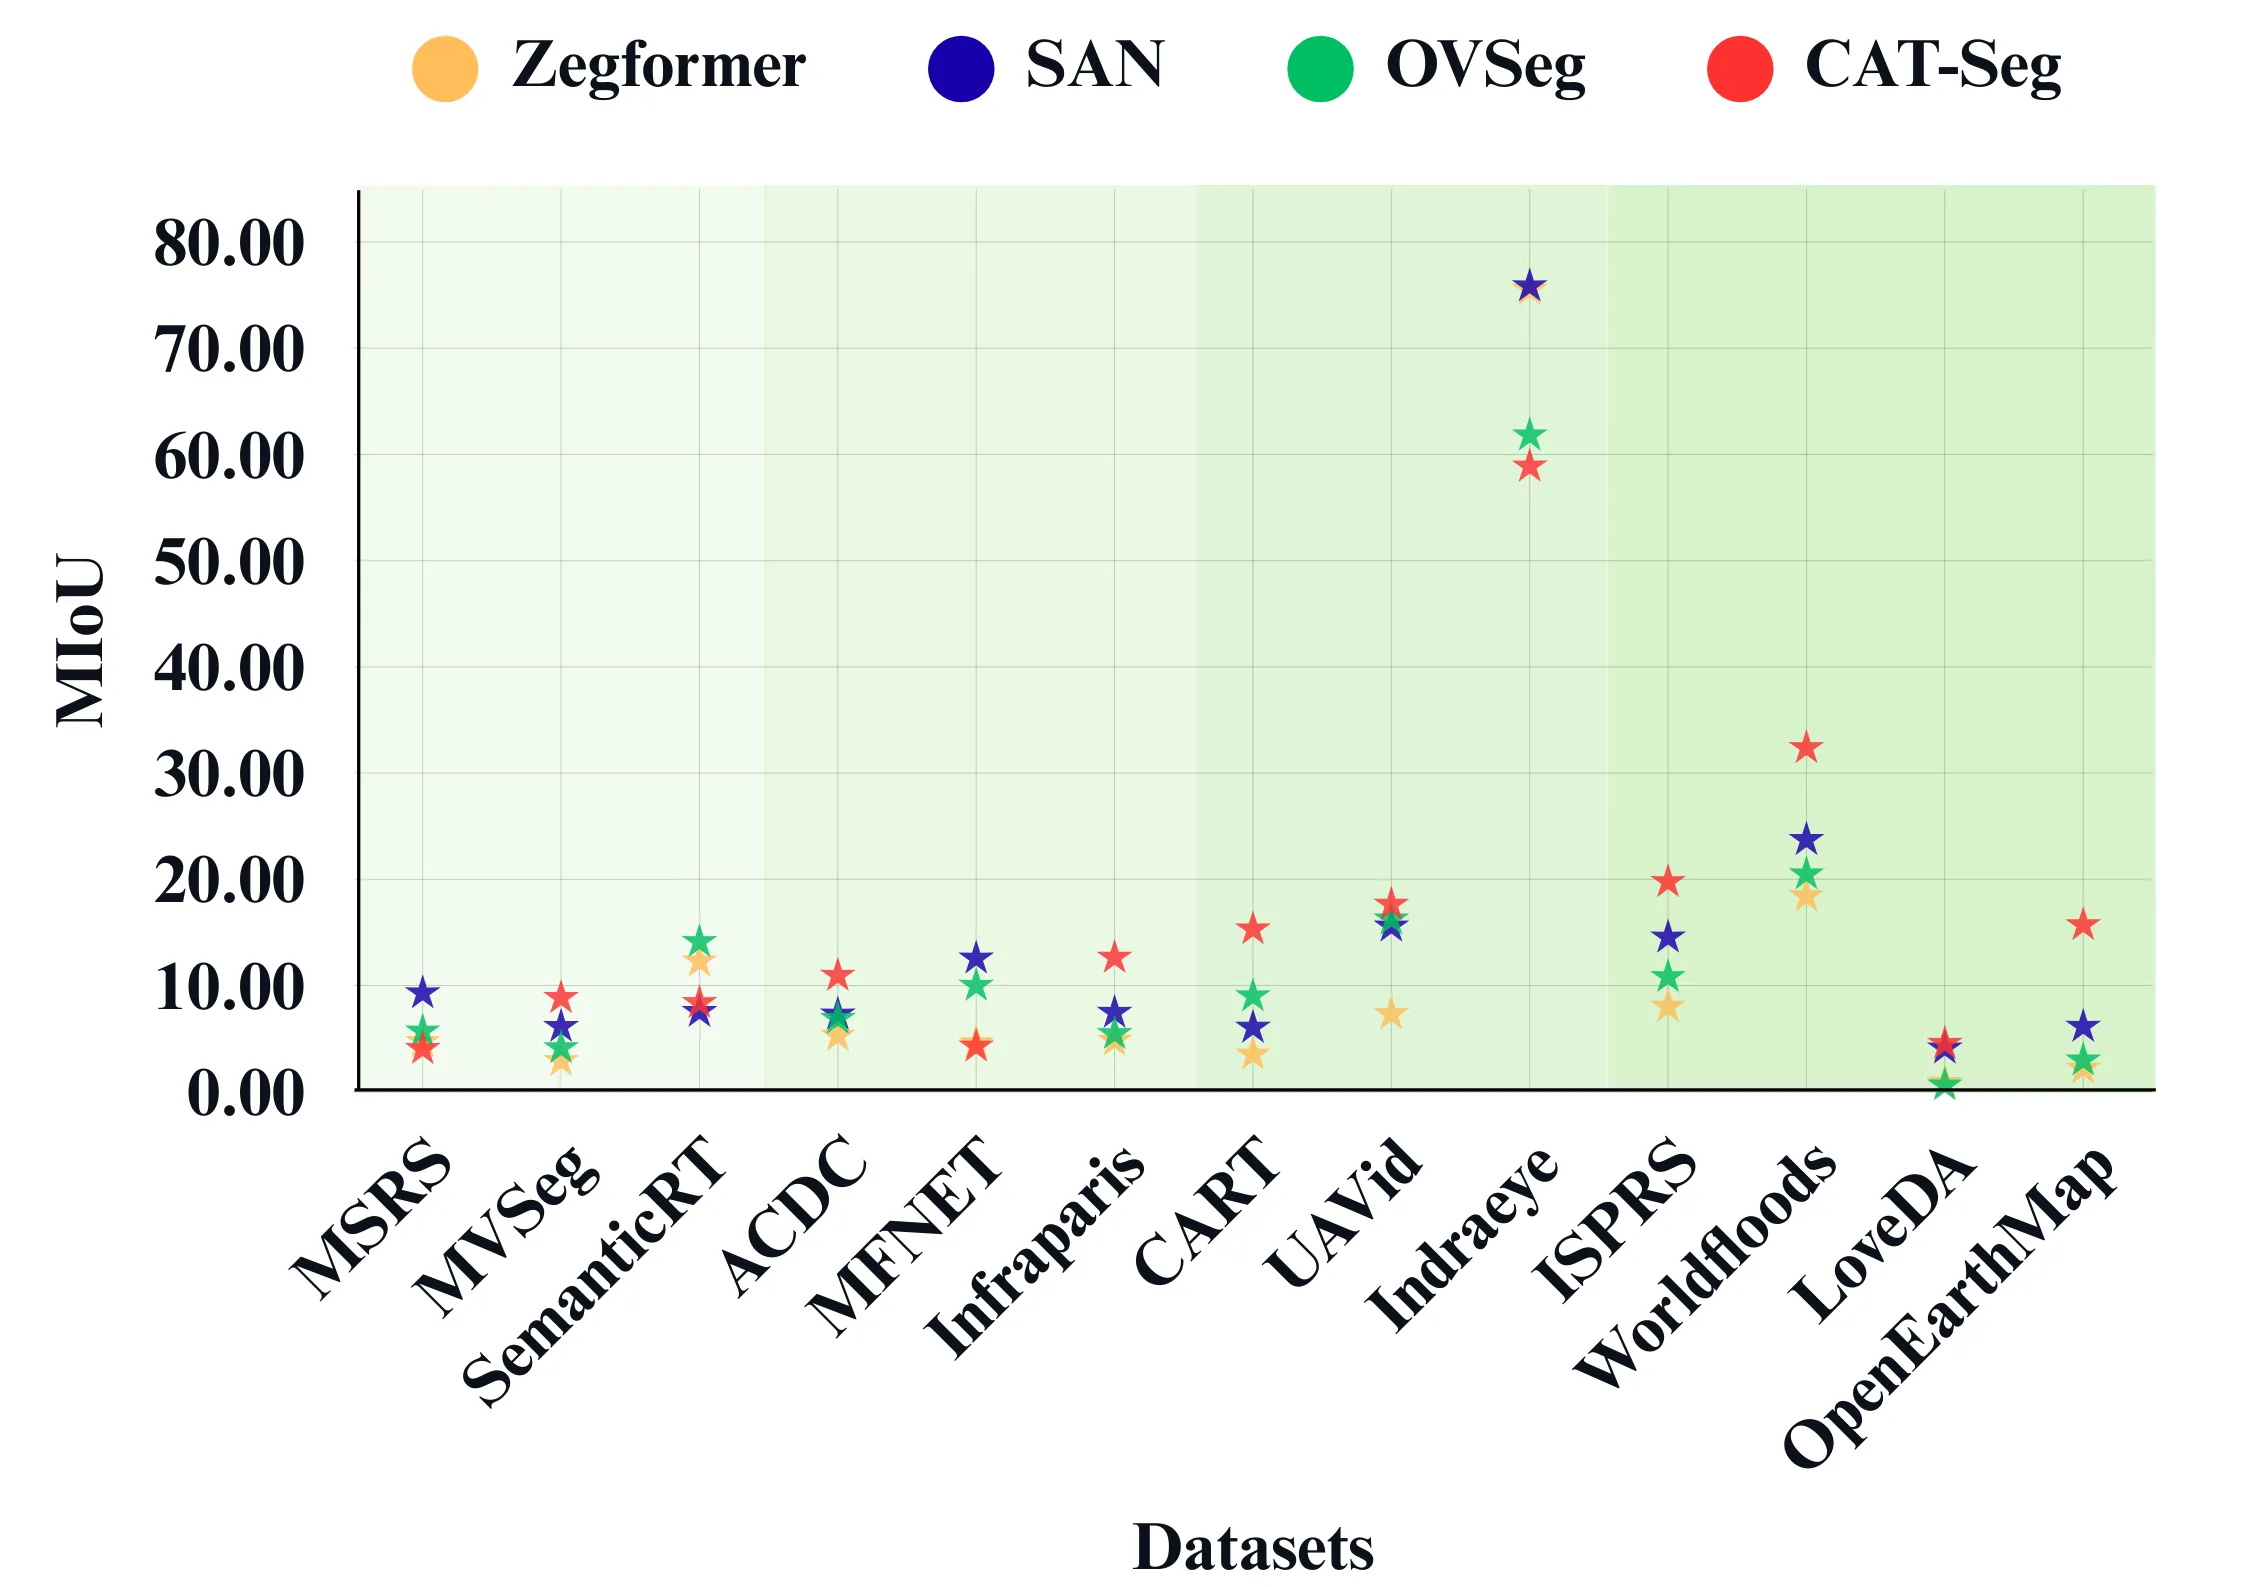 Zegformer SAN OVSeg CAT-Seg
80.00
70.00
60.00
50.00
40.00
30.00
20.00
10.00
0.00
MIoU
MSRS
MVSeg
SemanticRT
ACDC
MFNET
Infraparis
CART
UAVid
Indraeye
ISPRS
Worldfloods
LoveDA
OpenEarthMap
Datasets